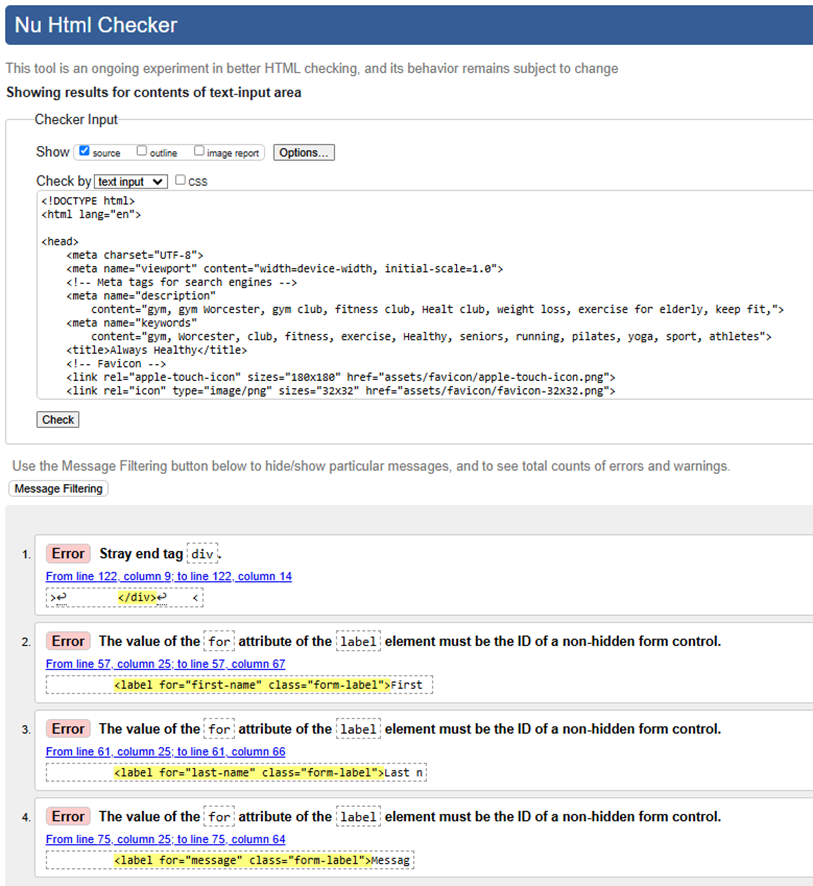 Nu Html Checker
This tool is an ongoing experiment in better HTML checking, and its behavior remains subject to change
Showing results for contents of text-input area
Checker Input
Show source outline image report Options...
Check by text input CSS
<!DOCTYPE html>
<html lang="en">
<head>
<meta charset="UTF-8">
<meta name="viewport" content="width=device-width, initial-scale=1.0">
<!-- Meta tags for search engines -->
<meta name="description"
content="gym, gym Worcester, gym club, fitness club, Healt club, weight loss, exercise for elderly, keep fit,">
<meta name="keywords"
content="gym, Worcester, club, fitness, exercise, Healthy, seniors, running, pilates, yoga, sport, athletes">
<title>Always Healthy</title>
<!-- Favicon -->
<link rel="apple-touch-icon" sizes="180x180" href="assets/favicon/apple-touch-icon.png">
<link rel="icon" type="image/png" sizes="32x32" href="assets/favicon/favicon-32x32.png">
Check
Use the Message Filtering button below to hide/show particular messages, and to see total counts of errors and warnings.
Message Filtering
1. Error Stray end tag div.
From line 122, column 9; to line 122, column 14
>↩ </div>↩ <
2. Error The value of the for attribute of the label element must be the ID of a non-hidden form control.
From line 57, column 25; to line 57, column 67
<label for="first-name" class="form-label">First
3. Error The value of the for attribute of the label element must be the ID of a non-hidden form control.
From line 61, column 25; to line 61, column 66
<label for="last-name" class="form-label">Last n
4. Error The value of the for attribute of the label element must be the ID of a non-hidden form control.
From line 75, column 25; to line 75, column 64
<label for="message" class="form-label">Messag